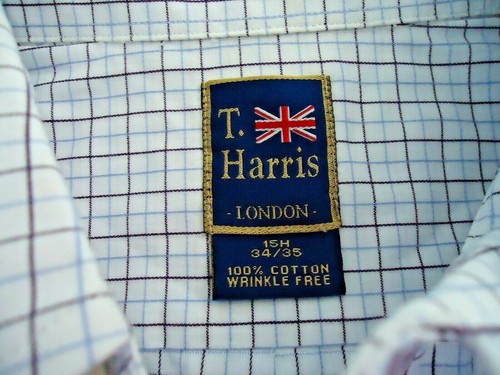 T.
Harris
- LONDON -
15H
34/35
100% COTTON
WRINKLE FREE